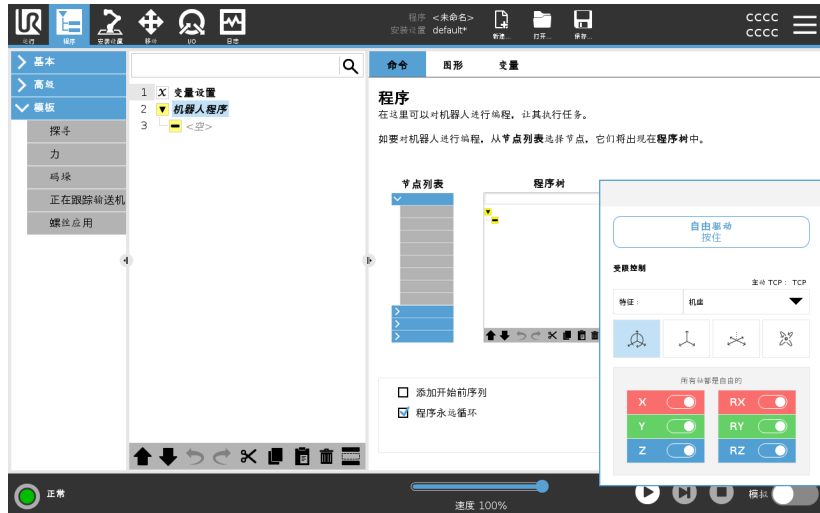 UR
程序 <未命名>
安装设置 default*
cccc
cccc
运行
程序
安装设置
移动
I/O
日志
新建...
打开...
保存...
基本
高级
模板
探寻
力
码垛
正在跟踪输送机
螺丝应用
1 X 变量设置
2 机器人程序
3 <空>
命令
图形
变量
程序
在这里可以对机器人进行编程，让其执行任务。
如要对机器人进行编程，从节点列表选择节点，它们将出现在程序树中。
节点列表
程序树
添加开始前序列
程序永远循环
自由驱动
按住
受限控制
主动 TCP： TCP
特征：
机座
所有轴都是自由的
X
RX
Y
RY
Z
RZ
正常
速度 100%
模拟